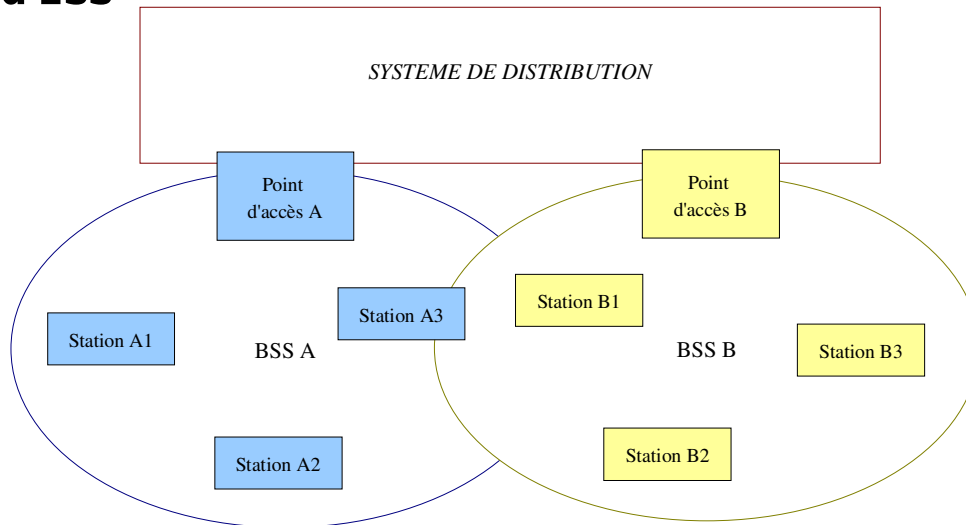 d'ESS
SYSTEME DE DISTRIBUTION
Point
d'accès A
Point
d'accès B
Station B1
Station A3
Station A1
BSS A
BSS B
Station B3
Station B2
Station A2